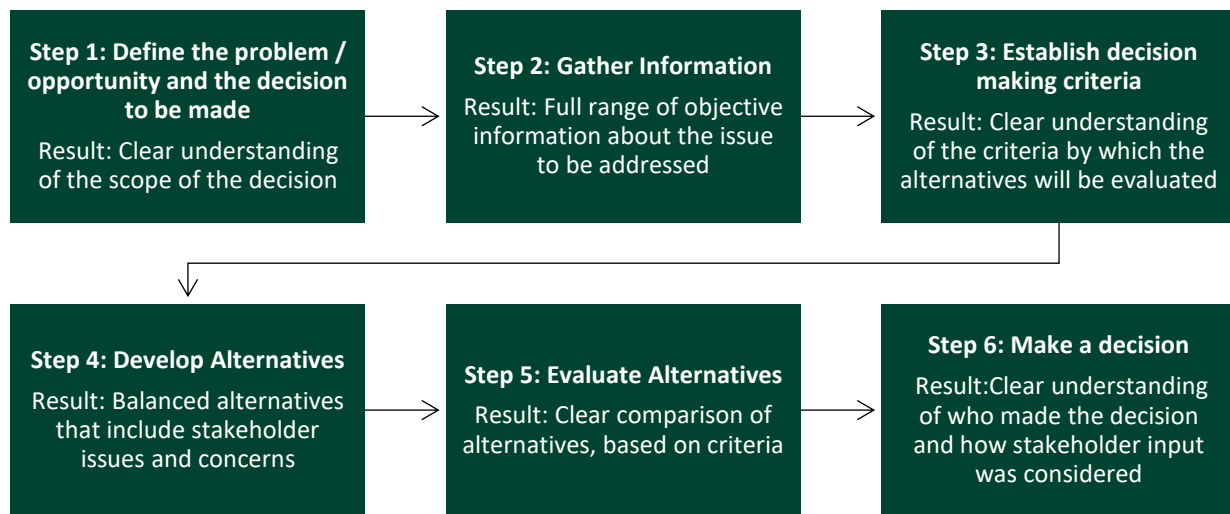 Step 1: Define the problem /
opportunity and the decision
to be made
Result: Clear understanding
of the scope of the decision
Step 2: Gather Information
Result: Full range of objective
information about the issue
to be addressed
Step 3: Establish decision
making criteria
Result: Clear understanding
of the criteria by which the
alternatives will be evaluated
Step 4: Develop Alternatives
Result: Balanced alternatives
that include stakeholder
issues and concerns
Step 5: Evaluate Alternatives
Result: Clear comparison of
alternatives, based on criteria
Step 6: Make a decision
Result:Clear understanding
of who made the decision
and how stakeholder input
was considered